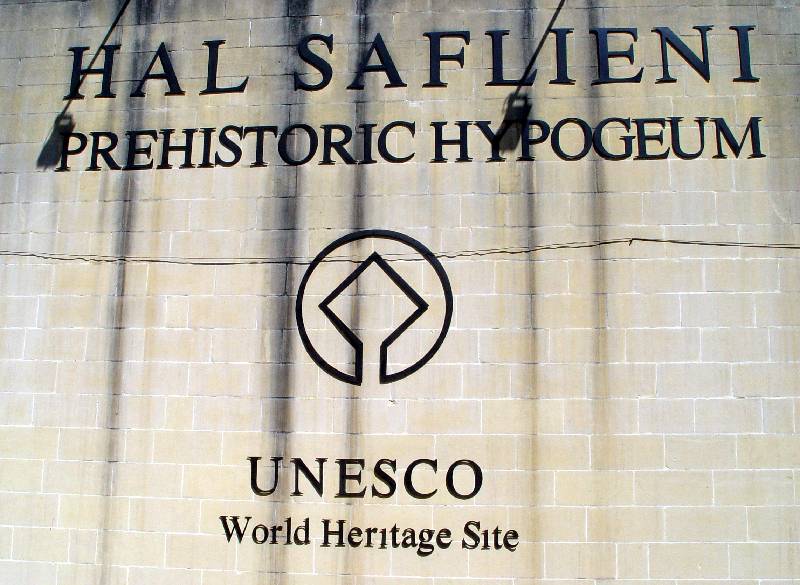 HAL SAFLIENI
PREHISTORIC HYPOGEUM
UNESCO
World Heritage Site